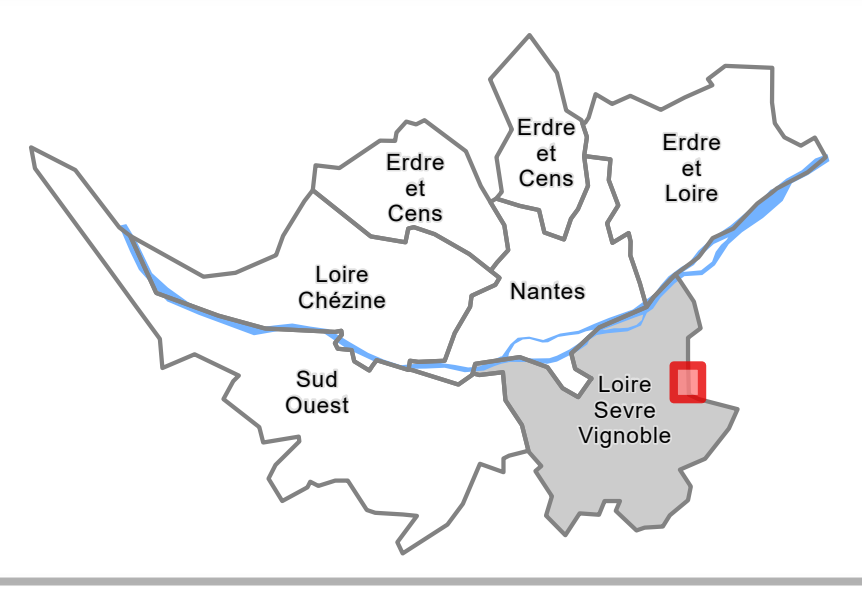 Erdre
et
Cens
Erdre
et
Loire
Erdre
et
Cens
Loire
Chézine
Nantes
Sud
Ouest
Loire
Sevre
Vignoble